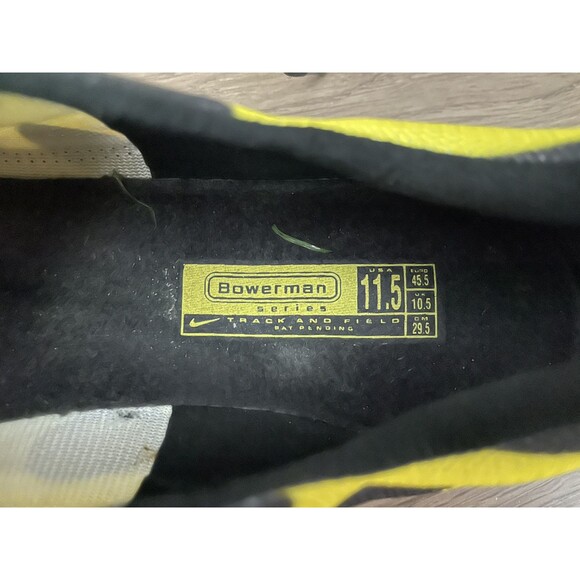 Bowerman
series
TRACK AND FIELD
PAT PENDING
USA
11.5
EURO
45.5
UK
10.5
CM
29.5